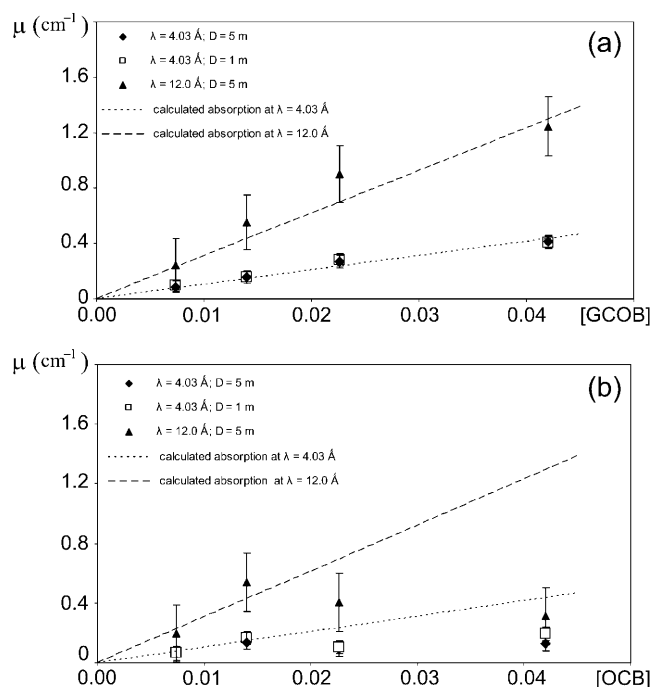 μ (cm⁻¹)
(a)
2
1.6
1.2
0.8
0.4
0
λ = 4.03 Å; D = 5 m
λ = 4.03 Å; D = 1 m
λ = 12.0 Å; D = 5 m
calculated absorption at λ = 4.03 Å
calculated absorption at λ = 12.0 Å
0.00 0.01 0.02 0.03 0.04 [GCOB]
μ (cm⁻¹)
(b)
2
1.6
1.2
0.8
0.4
0
λ = 4.03 Å; D = 5 m
λ = 4.03 Å; D = 1 m
λ = 12.0 Å; D = 5 m
calculated absorption at λ = 4.03
calculated absorption at λ = 12.0 Å
0.00 0.01 0.02 0.03 0.04 [OCB]